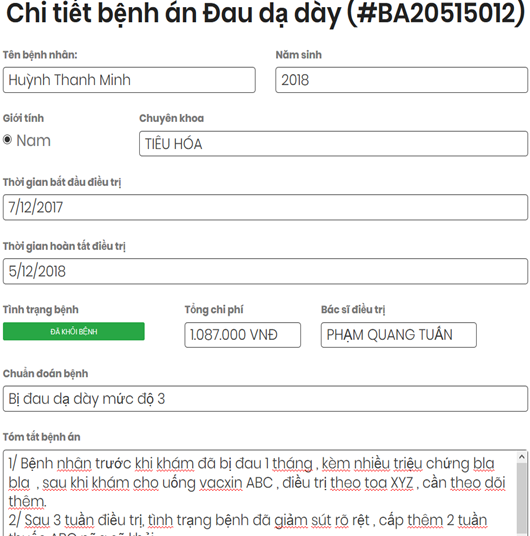 Chi tiết bệnh án Đau dạ dày (#BA20515012)
Tên bệnh nhân: Năm sinh
Huỳnh Thanh Minh 2018
Giới tính Chuyên khoa
Nam TIÊU HÓA
Thời gian bắt đầu điều trị
7/12/2017
Thời gian hoàn tất điều trị
5/12/2018
Tình trạng bệnh Tổng chi phí Bác sĩ điều trị
ĐÃ KHỎI BỆNH 1.087.000 VNĐ PHẠM QUANG TUẤN
Chuẩn đoán bệnh
Bị đau dạ dày mức độ 3
Tóm tắt bệnh án
1/ Bệnh nhân trước khi khám đã bị đau 1 tháng , kèm nhiều triệu chứng bla
bla , sau khi khám cho uống vacxin ABC , điều trị theo toa XYZ , cần theo dõi
thêm.
2/ Sau 3 tuần điều trị, tình trạng bệnh đã giảm sút rõ rệt , cấp thêm 2 tuần